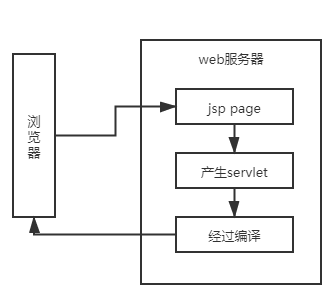 web服务器
浏
览
器
jsp page
产生servlet
经过编译